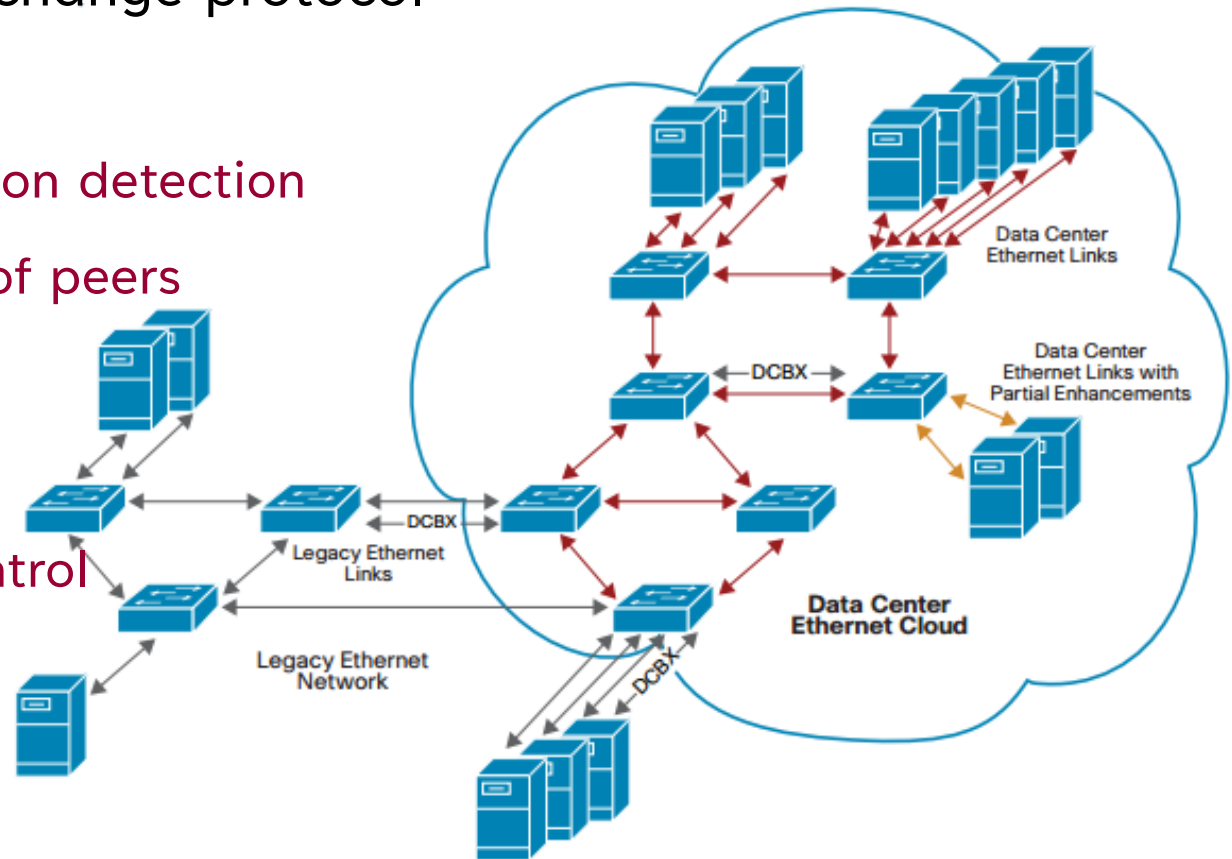 change protocol
on detection
of peers
ntrol
Data Center
Ethernet Links
DCBX
Data Center
Ethernet Links with
Partial Enhancements
DCBX
Legacy Ethernet
Links
Data Center
Ethernet Cloud
Legacy Ethernet
Network
DCBX